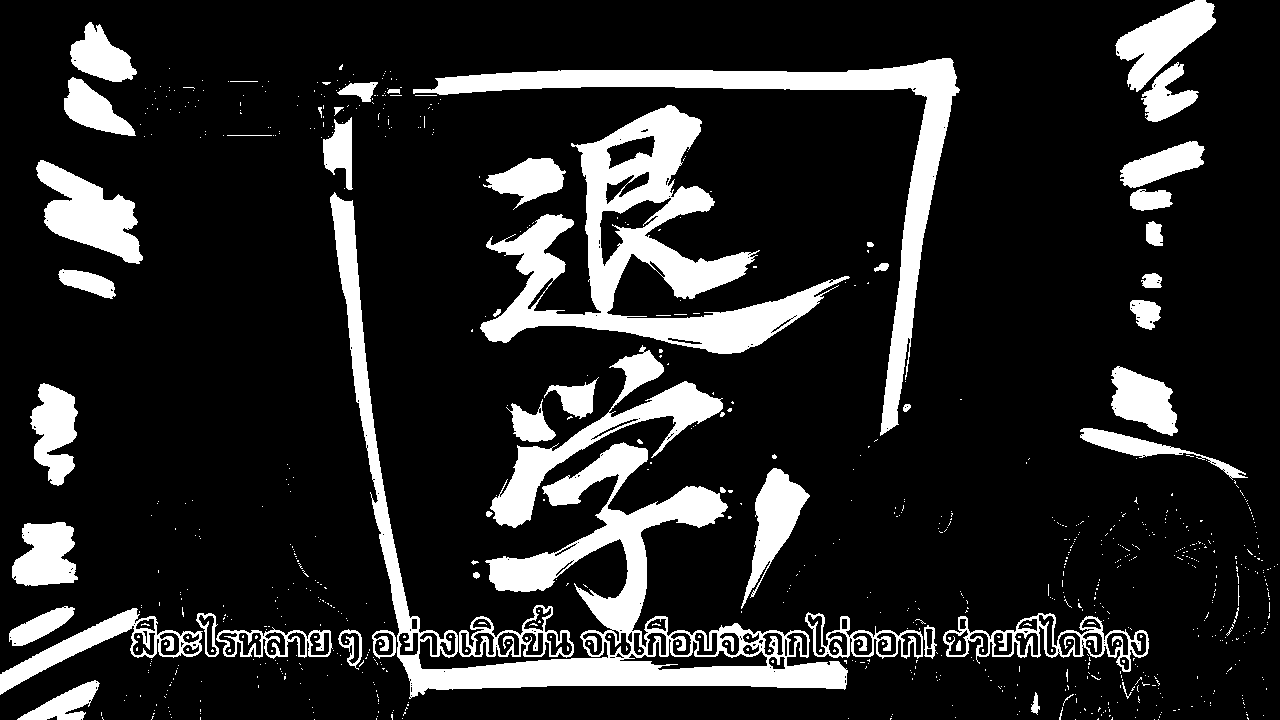 退
学
มีอะไรหลาย ๆ อย่างเกิดขึ้น จนเกือบจะถูกไล่ออก! ช่วยทีไดจิคุง